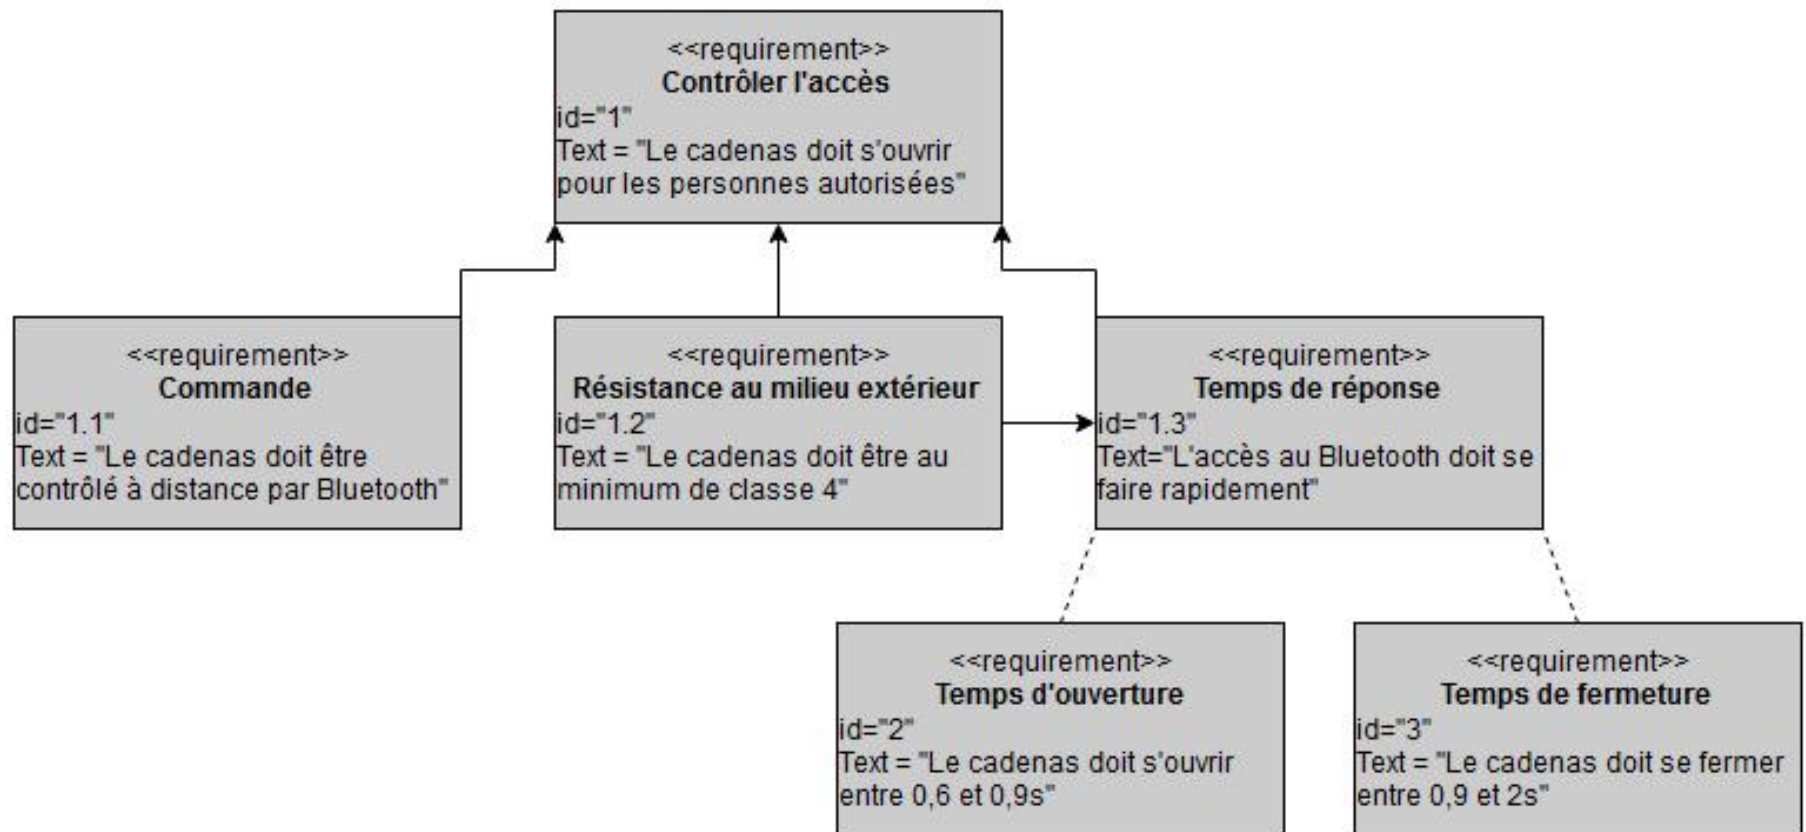 <<requirement>>
Contrôler l'accès
id="1"
Text = "Le cadenas doit s'ouvrir
pour les personnes autorisées"
<<requirement>>
Commande
id="1.1"
Text = "Le cadenas doit être
contrôlé à distance par Bluetooth"
<<requirement>>
Résistance au milieu extérieur
id="1.2"
Text = "Le cadenas doit être au
minimum de classe 4"
<<requirement>>
Temps de réponse
id="1.3"
Text="L'accès au Bluetooth doit se
faire rapidement"
<<requirement>>
Temps d'ouverture
id="2"
Text = "Le cadenas doit s'ouvrir
entre 0,6 et 0,9s"
<<requirement>>
Temps de fermeture
id="3"
Text = "Le cadenas doit se fermer
entre 0,9 et 2s"